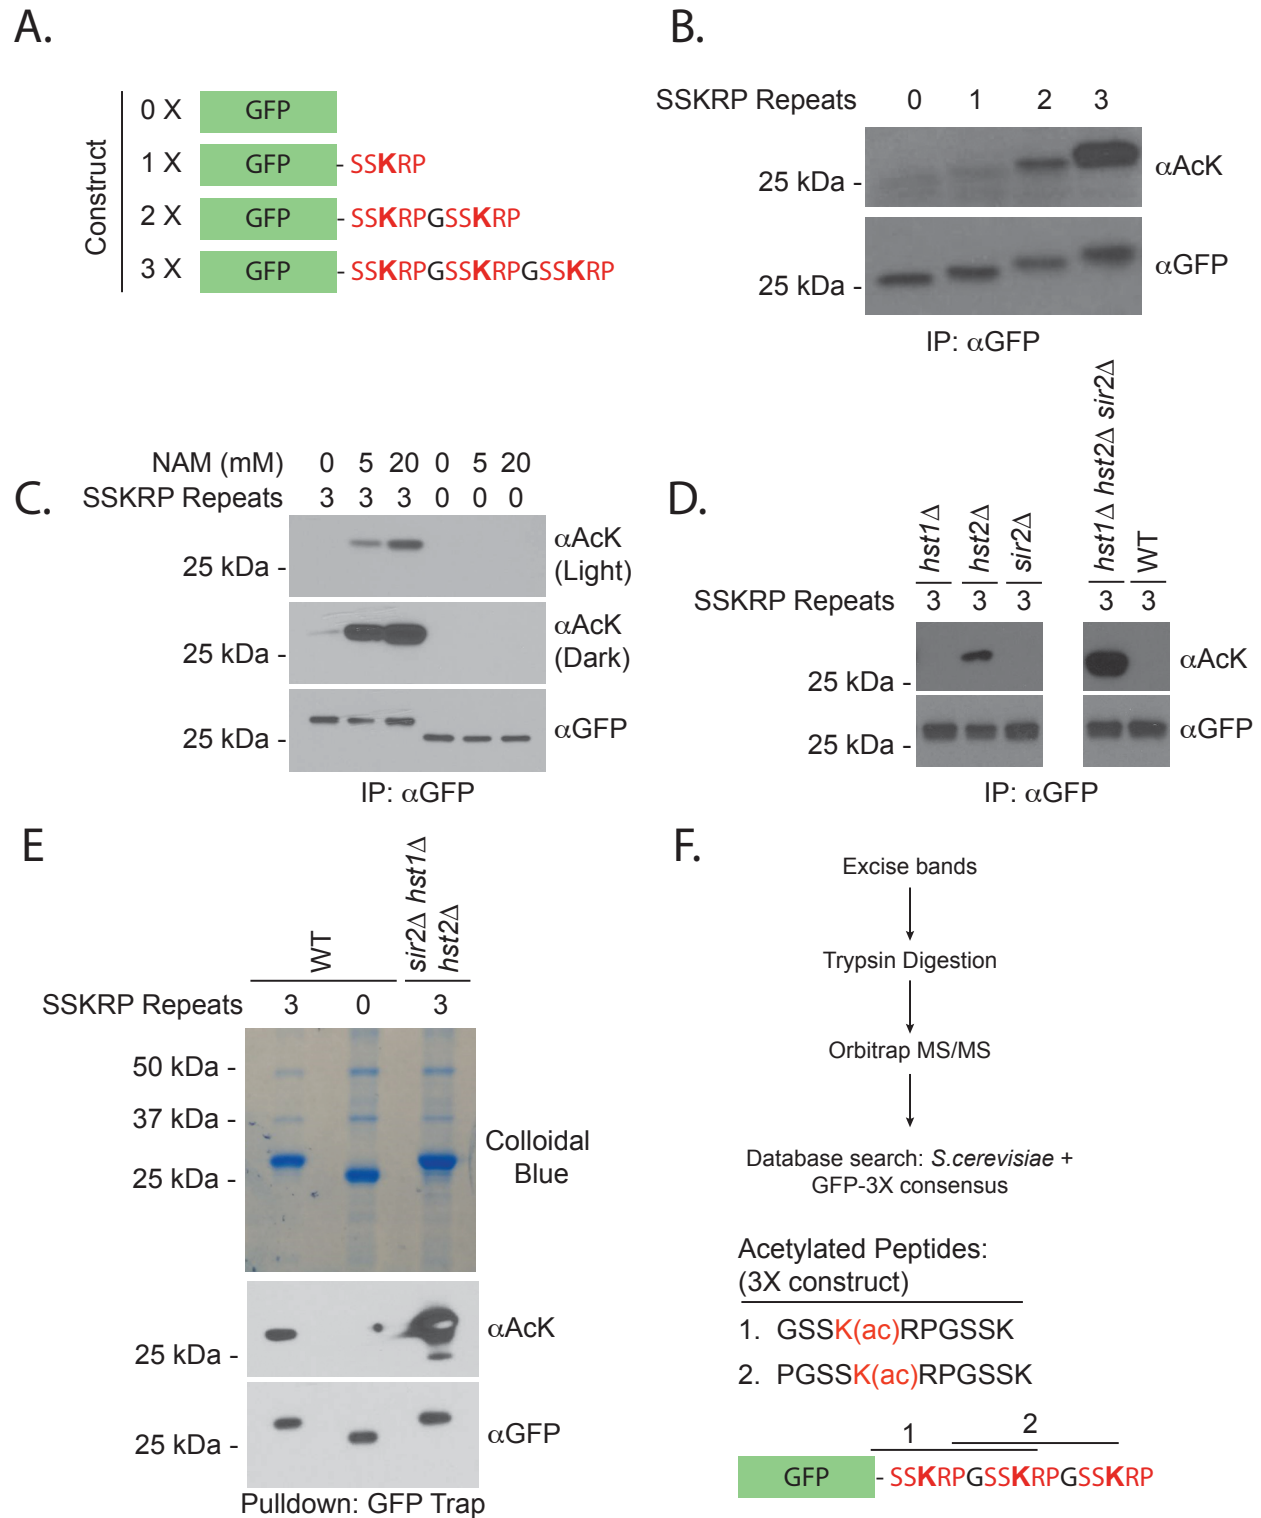 A.
Construct
0 X GFP
1 X GFP - SSKRP
2 X GFP - SSKRPGSSKRP
3 X GFP - SSKRPGSSKRPGSSKRP
B.
SSKRP Repeats 0 1 2 3
25 kDa - αAcK
25 kDa - αGFP
IP: αGFP
C.
NAM (mM) 0 5 20 0 5 20
SSKRP Repeats 3 3 3 0 0 0
αAcK
(Light)
25 kDa -
αAcK
(Dark)
25 kDa -
αGFP
25 kDa -
IP: αGFP
D.
hst1Δ hst2Δ sir2Δ hst1Δ hst2Δ sir2Δ WT
SSKRP Repeats 3 3 3 3 3
αAcK
25 kDa -
αGFP
25 kDa -
IP: αGFP
E
WT
sir2Δ hst1Δ
hst2Δ
SSKRP Repeats 3 0 3
50 kDa -
37 kDa -
25 kDa -
Colloidal
Blue
αAcK
25 kDa -
αGFP
25 kDa -
Pulldown: GFP Trap
F.
Excise bands
Trypsin Digestion
Orbitrap MS/MS
Database search: S.cerevisiae +
GFP-3X consensus
Acetylated Peptides:
(3X construct)
1. GSSK(ac)RPGSSK
2. PGSSK(ac)RPGSSK
1 2
GFP - SSKRPGSSKRPGSSKRP